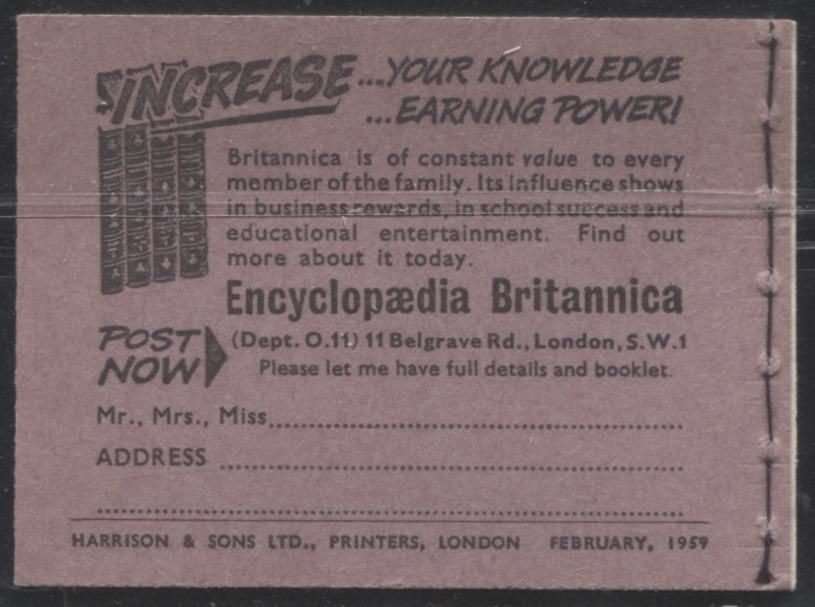 INCREASE...YOUR KNOWLEDGE
...EARNING POWER!
Britannica is of constant value to every
member of the family. Its influence shows
in business rewards, in school success and
educational entertainment. Find out
more about it today.
Encyclopædia Britannica
POST NOW
(Dept. O.11) 11 Belgrave Rd., London, S.W.1
Please let me have full details and booklet.
Mr., Mrs., Miss
ADDRESS
HARRISON & SONS LTD., PRINTERS, LONDON FEBRUARY, 1959